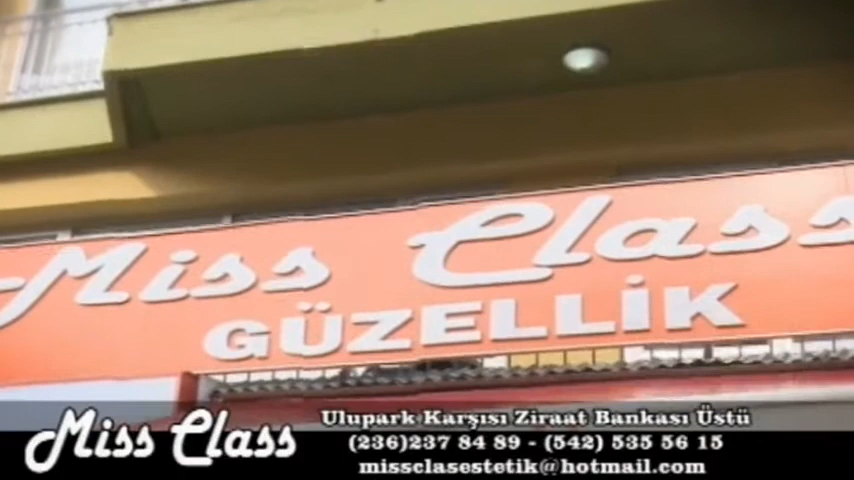 Miss Class
GÜZELLİK
Miss Class
Ulupark Karşısı Ziraat Bankası Üstü
(236)237 84 89 - (542) 535 56 15
missclasestetik@hotmail.com